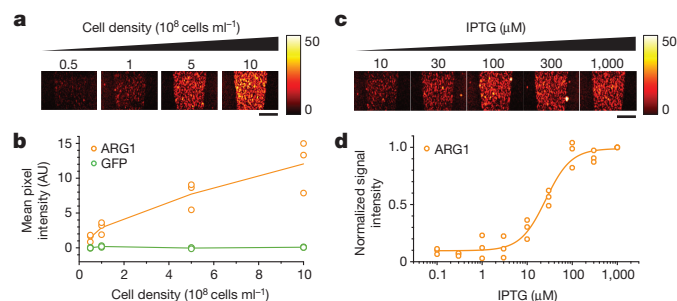 a
Cell density (10⁸ cells ml⁻¹)
0.5 1 5 10
50
0
b
ARG1
GFP
15
10
5
0
Mean pixel
intensity (AU)
0 2 4 6 8 10
Cell density (10⁸ cells ml⁻¹)
c
IPTG (μM)
10 30 100 300 1,000
50
0
d
ARG1
1.0
0.5
0
Normalized signal
intensity
0.1 1 10 100 1,000
IPTG (μM)